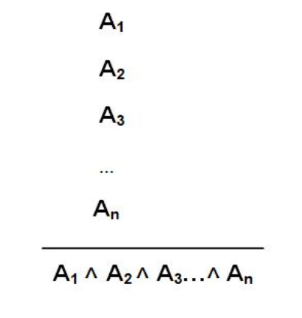 A₁
A₂
A₃
...
Aₙ
A₁ ∧ A₂ ∧ A₃...∧ Aₙ